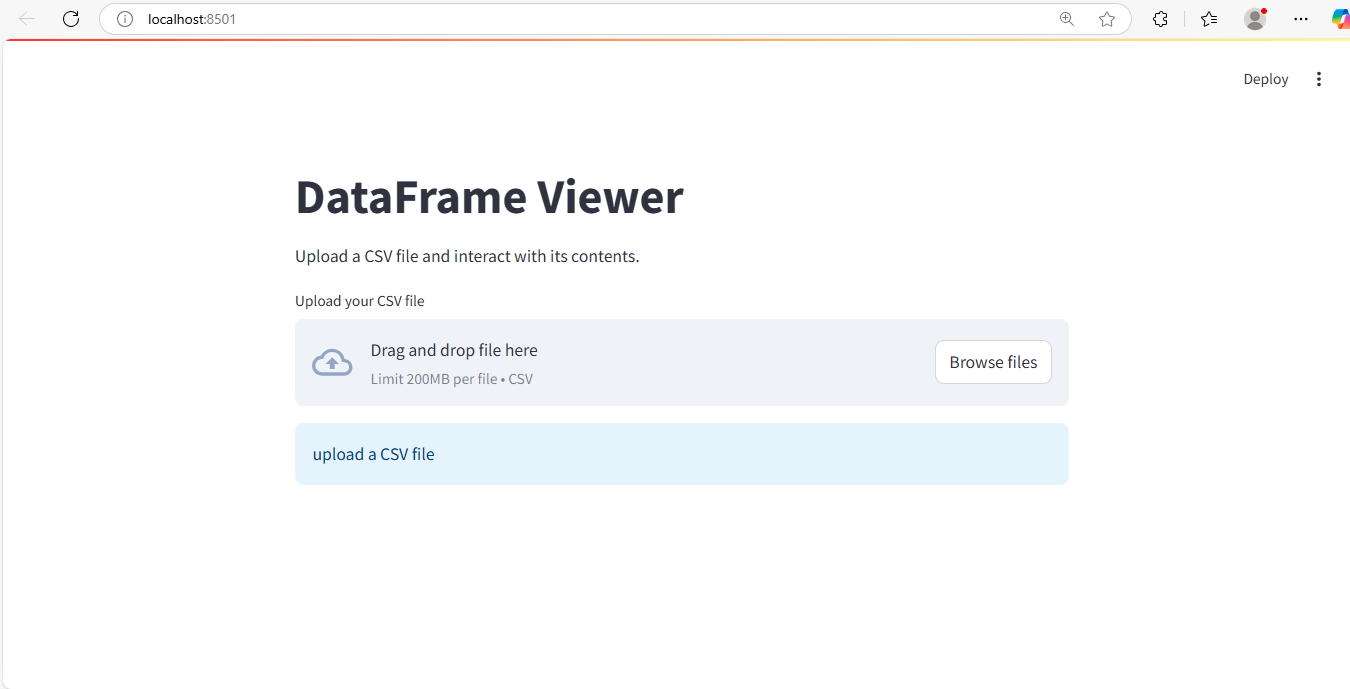 localhost:8501
Deploy
DataFrame Viewer
Upload a CSV file and interact with its contents.
Upload your CSV file
Drag and drop file here
Limit 200MB per file • CSV
Browse files
upload a CSV file